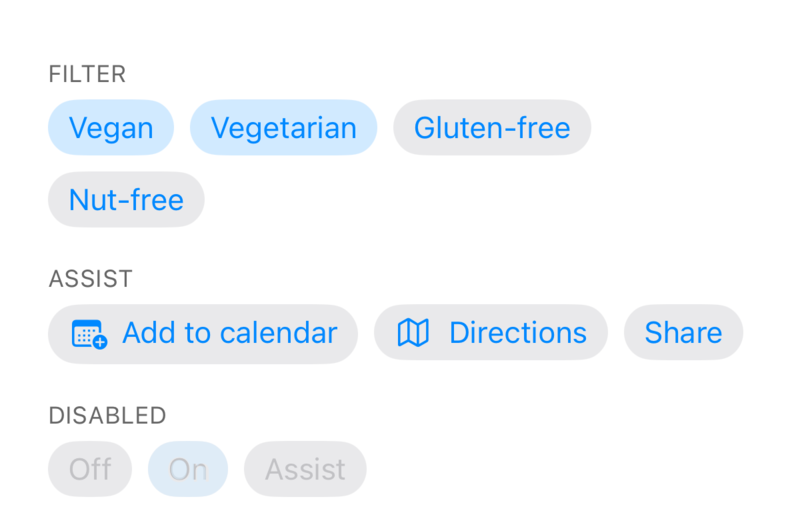 FILTER
Vegan Vegetarian Gluten-free
Nut-free
ASSIST
Add to calendar Directions Share
DISABLED
Off On Assist